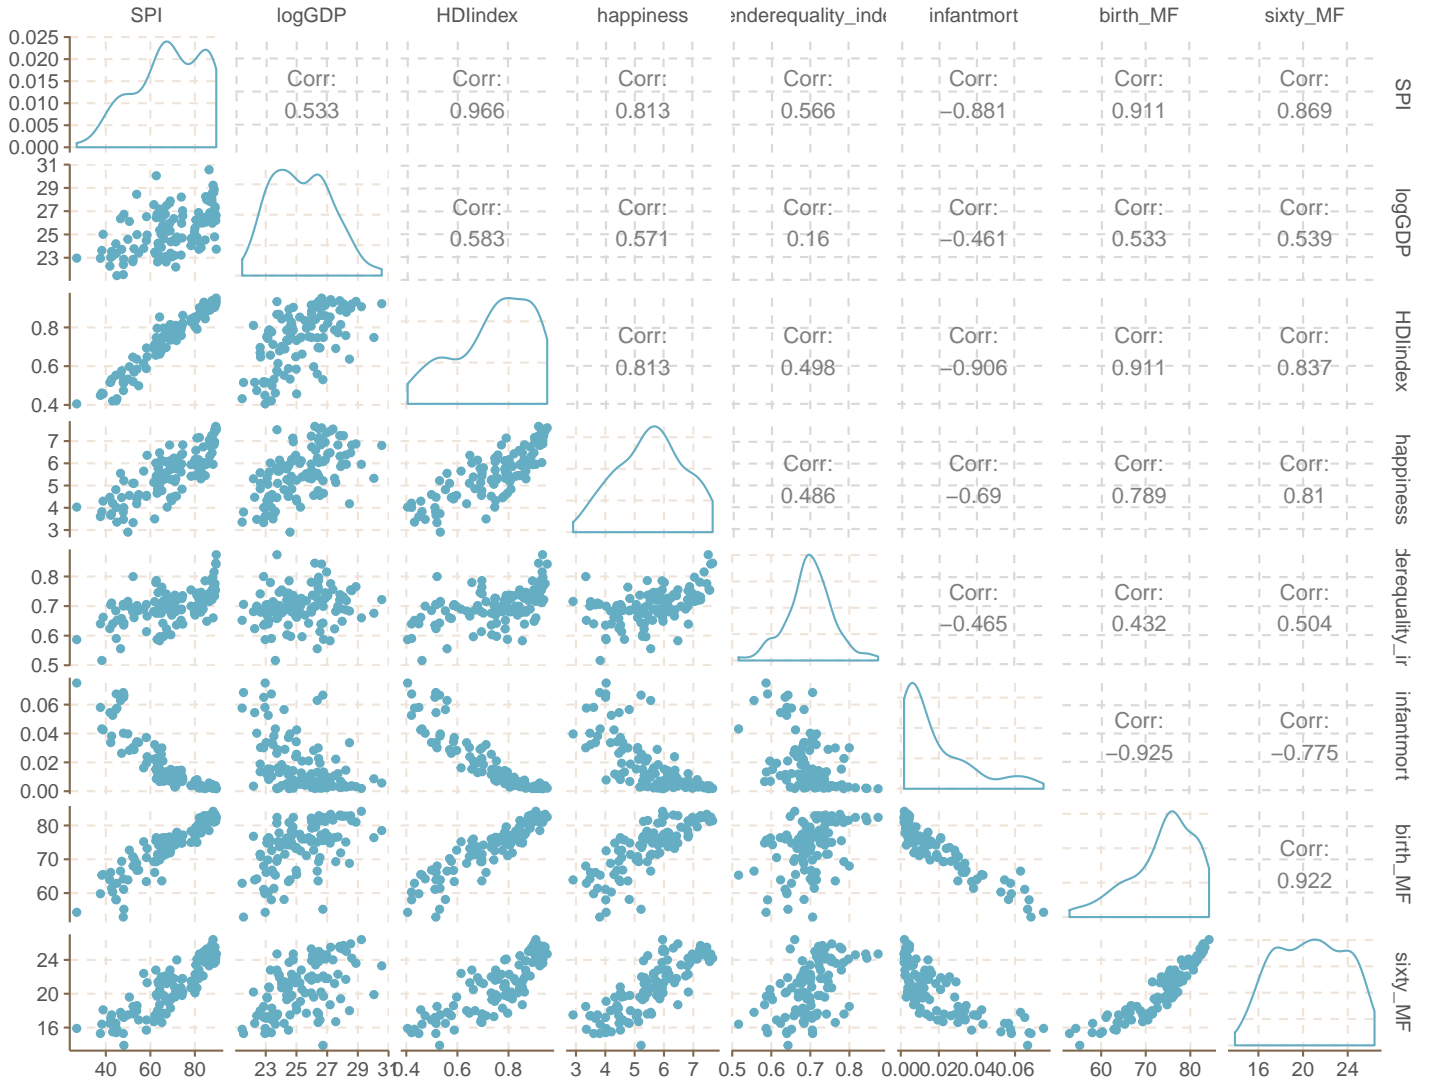 SPI logGDP HDIindex happiness enderequality_inde infantmort birth_MF sixty_MF
0.025
0.020
0.015
0.010
0.005
0.000
Corr: Corr: Corr: Corr: Corr: Corr: Corr:
0.533 0.966 0.813 0.566 −0.881 0.911 0.869
SPI
31
29
27
25
23
Corr: Corr: Corr: Corr: Corr: Corr:
0.583 0.571 0.16 −0.461 0.533 0.539
logGDP
0.8
0.6
0.4
Corr: Corr: Corr: Corr: Corr:
0.813 0.498 −0.906 0.911 0.837
HDIindex
7
6
5
4
3
Corr: Corr: Corr: Corr:
0.486 −0.69 0.789 0.81
happiness
0.8
0.7
0.6
0.5
Corr: Corr: Corr:
−0.465 0.432 0.504
derequality_ir
0.06
0.04
0.02
0.00
Corr: Corr:
−0.925 −0.775
infantmort
80
70
60
Corr:
0.922
birth_MF
24
20
16
sixty_MF
40 60 80 23 25 27 29 31 0.4 0.6 0.8 3 4 5 6 7 0.5 0.6 0.7 0.8 0.00 0.02 0.04 0.06 60 70 80 16 20 24